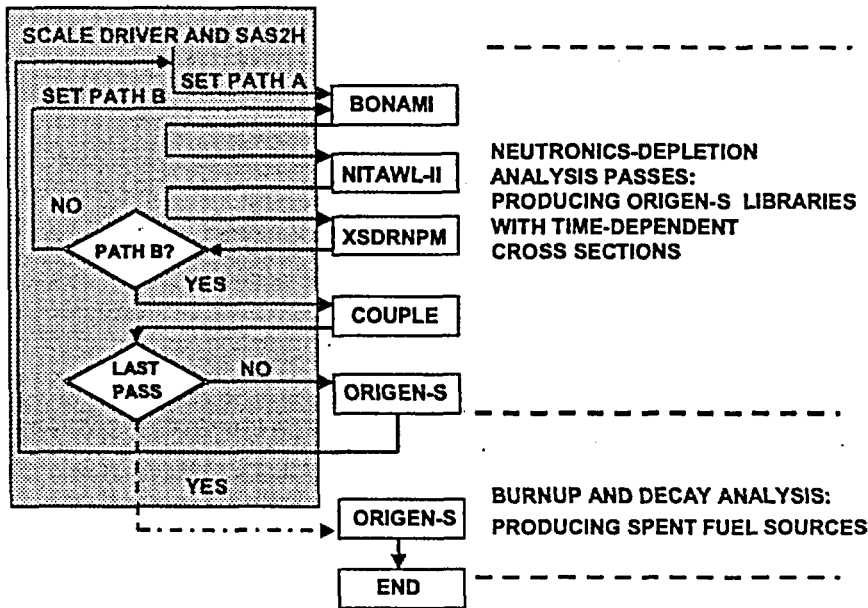 SCALE DRIVER AND SAS2H
SET PATH A
SET PATH B
BONAMI
NITAWL-II
NO
XSDRNPM
PATH B?
YES
COUPLE
LAST
PASS
NO
ORIGEN-S
YES
ORIGEN-S
END
NEUTRONICS-DEPLETION
ANALYSIS PASSES:
PRODUCING ORIGEN-S LIBRARIES
WITH TIME-DEPENDENT
CROSS SECTIONS
BURNUP AND DECAY ANALYSIS:
PRODUCING SPENT FUEL SOURCES